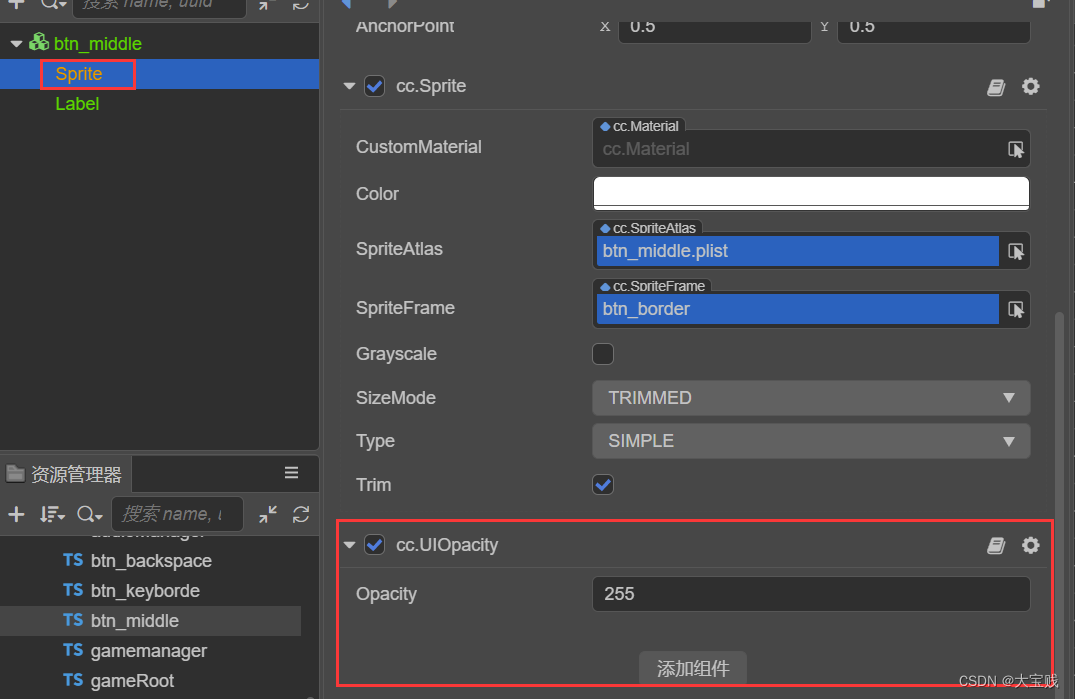 搜索 name, uuid
btn_middle
Sprite
Label
资源管理器
搜索 name, u
audiomanager
TS btn_backspace
TS btn_keyborde
TS btn_middle
TS gamemanager
TS gameRoot
AnchorPoint X 0.5 Y 0.5
cc.Sprite
CustomMaterial
cc.Material
cc.Material
Color
SpriteAtlas
cc.SpriteAtlas
btn_middle.plist
SpriteFrame
cc.SpriteFrame
btn_border
Grayscale
SizeMode TRIMMED
Type SIMPLE
Trim
cc.UIOpacity
Opacity 255
添加组件
CSDN @大宝贱